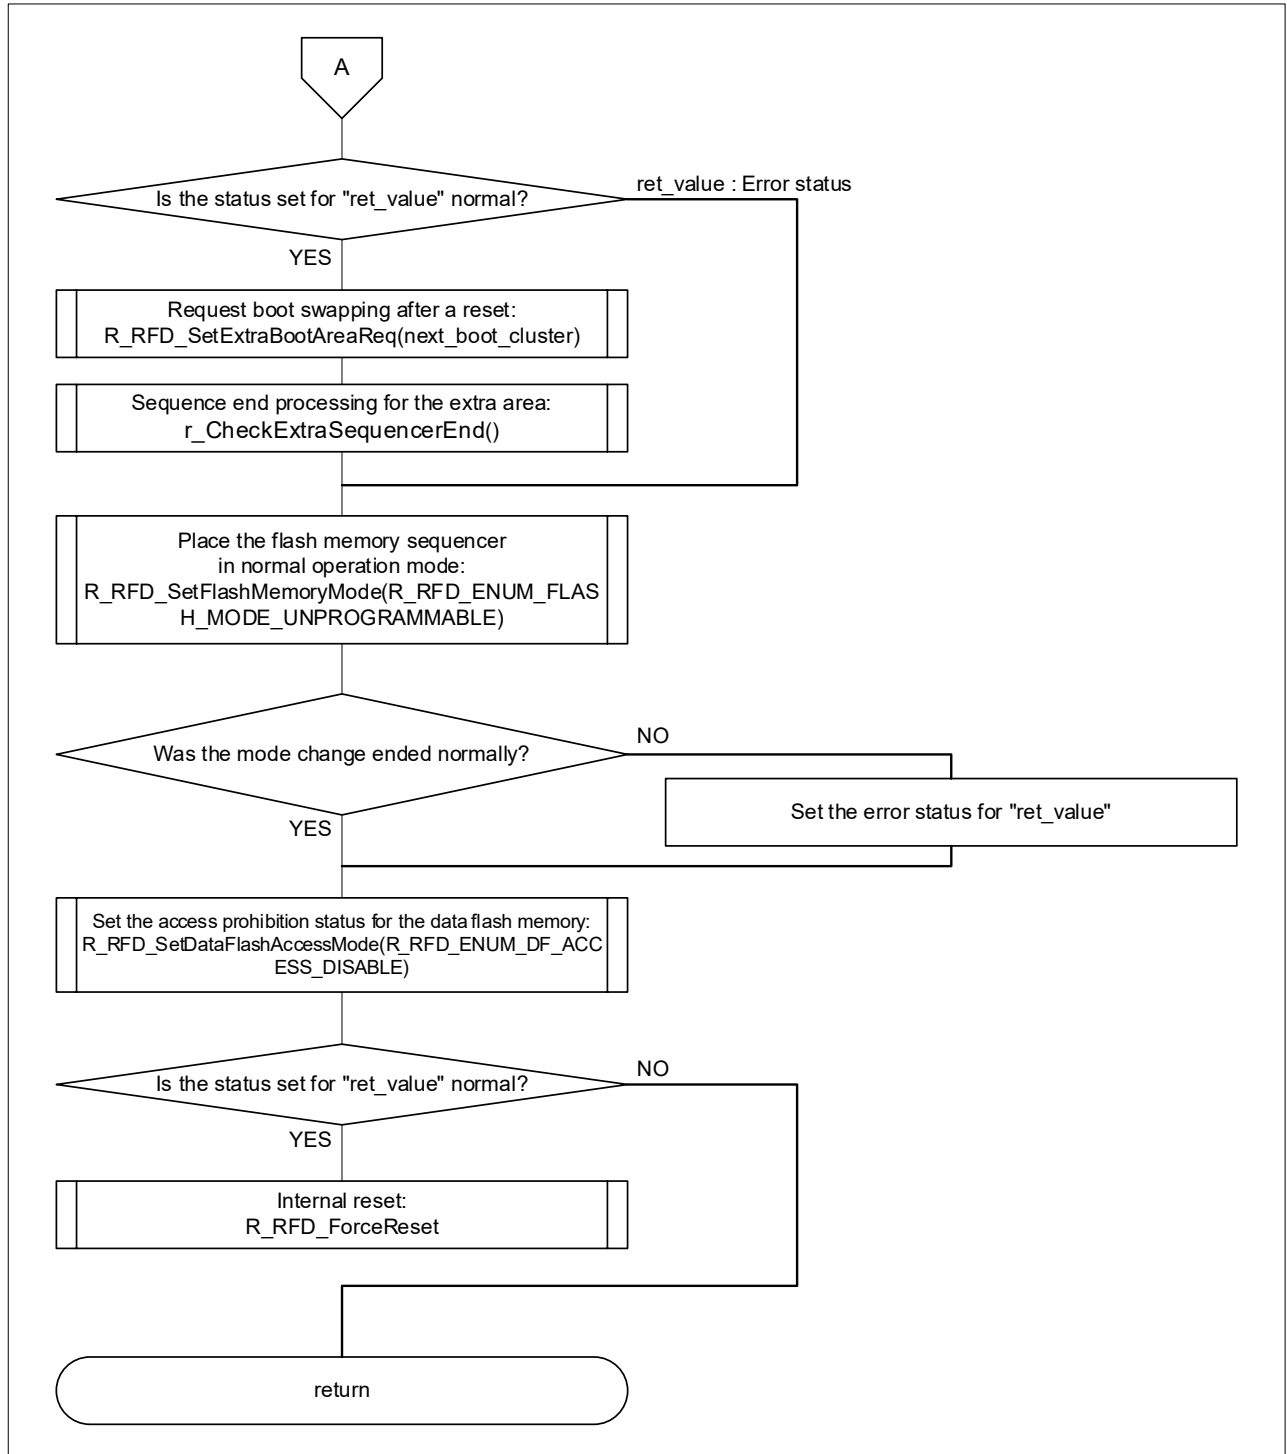 A
Is the status set for "ret_value" normal?
ret_value : Error status
YES
Request boot swapping after a reset:
R_RFD_SetExtraBootAreaReq(next_boot_cluster)
Sequence end processing for the extra area:
r_CheckExtraSequencerEnd()
Place the flash memory sequencer
in normal operation mode:
R_RFD_SetFlashMemoryMode(R_RFD_ENUM_FLAS
H_MODE_UNPROGRAMMABLE)
Was the mode change ended normally?
NO
Set the error status for "ret_value"
YES
Set the access prohibition status for the data flash memory:
R_RFD_SetDataFlashAccessMode(R_RFD_ENUM_DF_ACC
ESS_DISABLE)
Is the status set for "ret_value" normal?
NO
YES
Internal reset:
R_RFD_ForceReset
return